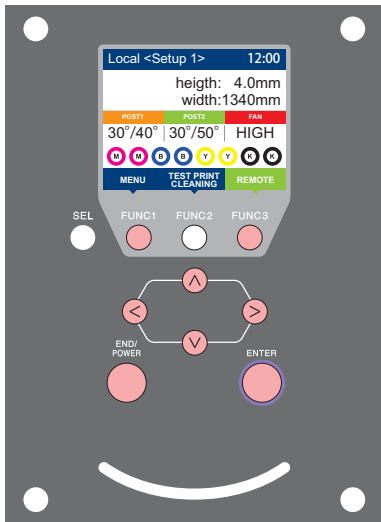 Local <Setup 1> 12:00
heigth: 4.0mm
width:1340mm
POST1 POST2 FAN
30°/40° 30°/50° HIGH
M M B B Y Y K K
MENU TEST PRINT CLEANING REMOTE
SEL FUNC1 FUNC2 FUNC3
END/
POWER
ENTER